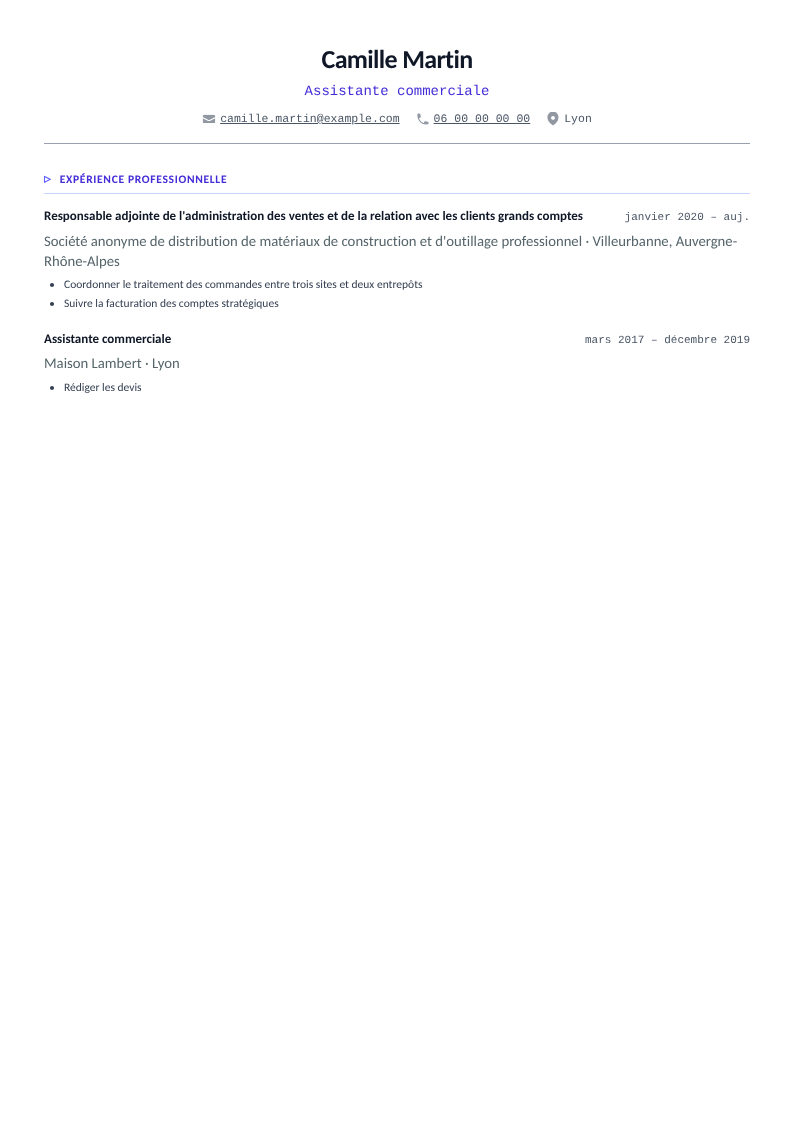 Camille Martin
Assistante commerciale
camille.martin@example.com 06 00 00 00 00 Lyon
EXPÉRIENCE PROFESSIONNELLE
Responsable adjointe de l'administration des ventes et de la relation avec les clients grands comptes janvier 2020 – auj.
Société anonyme de distribution de matériaux de construction et d'outillage professionnel · Villeurbanne, Auvergne-
Rhône-Alpes
• Coordonner le traitement des commandes entre trois sites et deux entrepôts
• Suivre la facturation des comptes stratégiques
Assistante commerciale mars 2017 – décembre 2019
Maison Lambert · Lyon
• Rédiger les devis